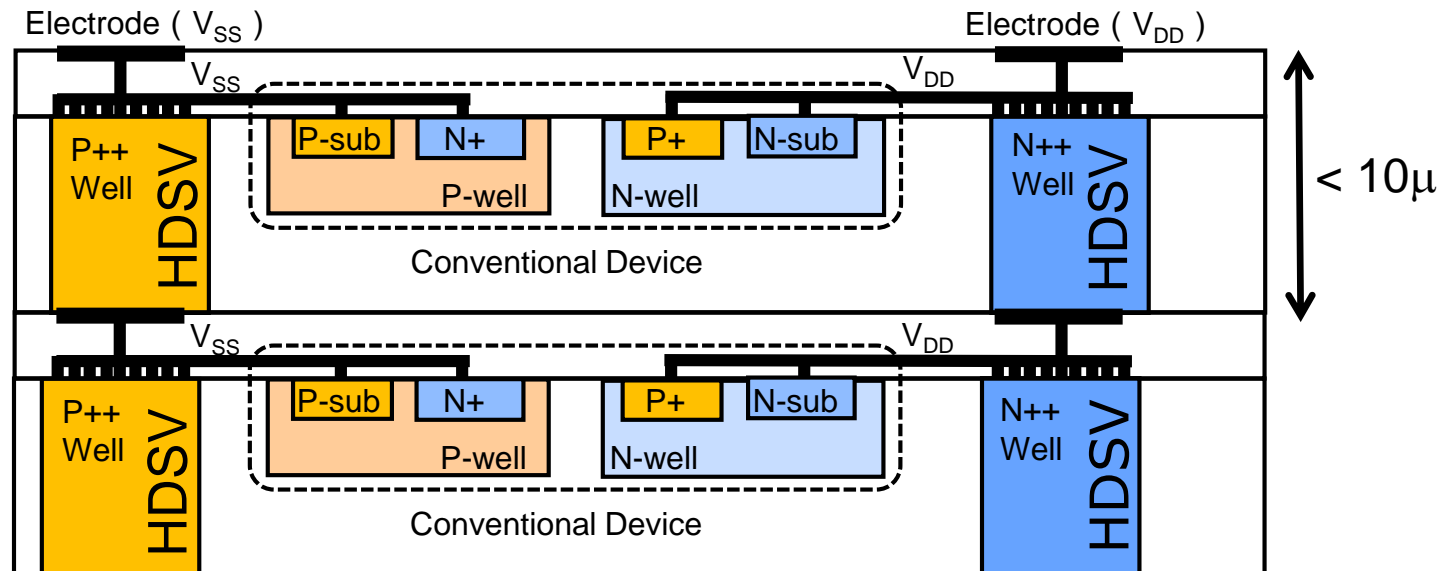 Electrode ( VSS )
Electrode ( VDD )
VSS
VDD
P-sub
N+
P+
N-sub
P++
Well
HDSV
N++
Well
HDSV
P-well
N-well
< 10μ
Conventional Device
VSS
VDD
P-sub
N+
P+
N-sub
P++
Well
HDSV
N++
Well
HDSV
P-well
N-well
Conventional Device